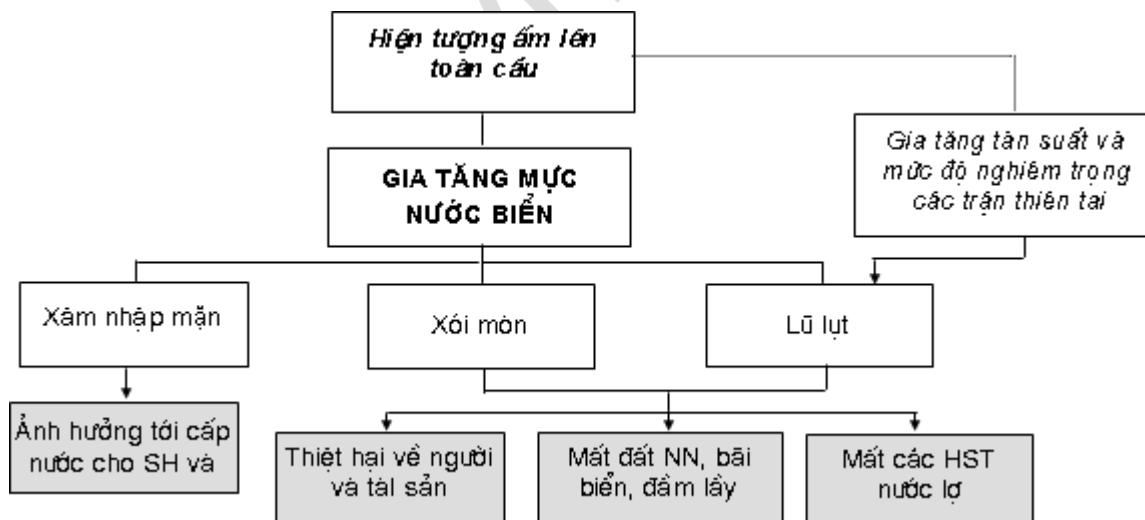 Hiện tượng ấm lên
toàn cầu
Gia tăng tần suất và
mức độ nghiêm trọng
các trận thiên tai
GIA TĂNG MỰC
NƯỚC BIỂN
Xâm nhập mặn
Xói mòn
Lũ lụt
Ảnh hưởng tới cấp
nước cho SH và
Thiệt hại về người
và tài sản
Mất đất NN, bãi
biển, đầm lầy
Mất các HST
nước lợ